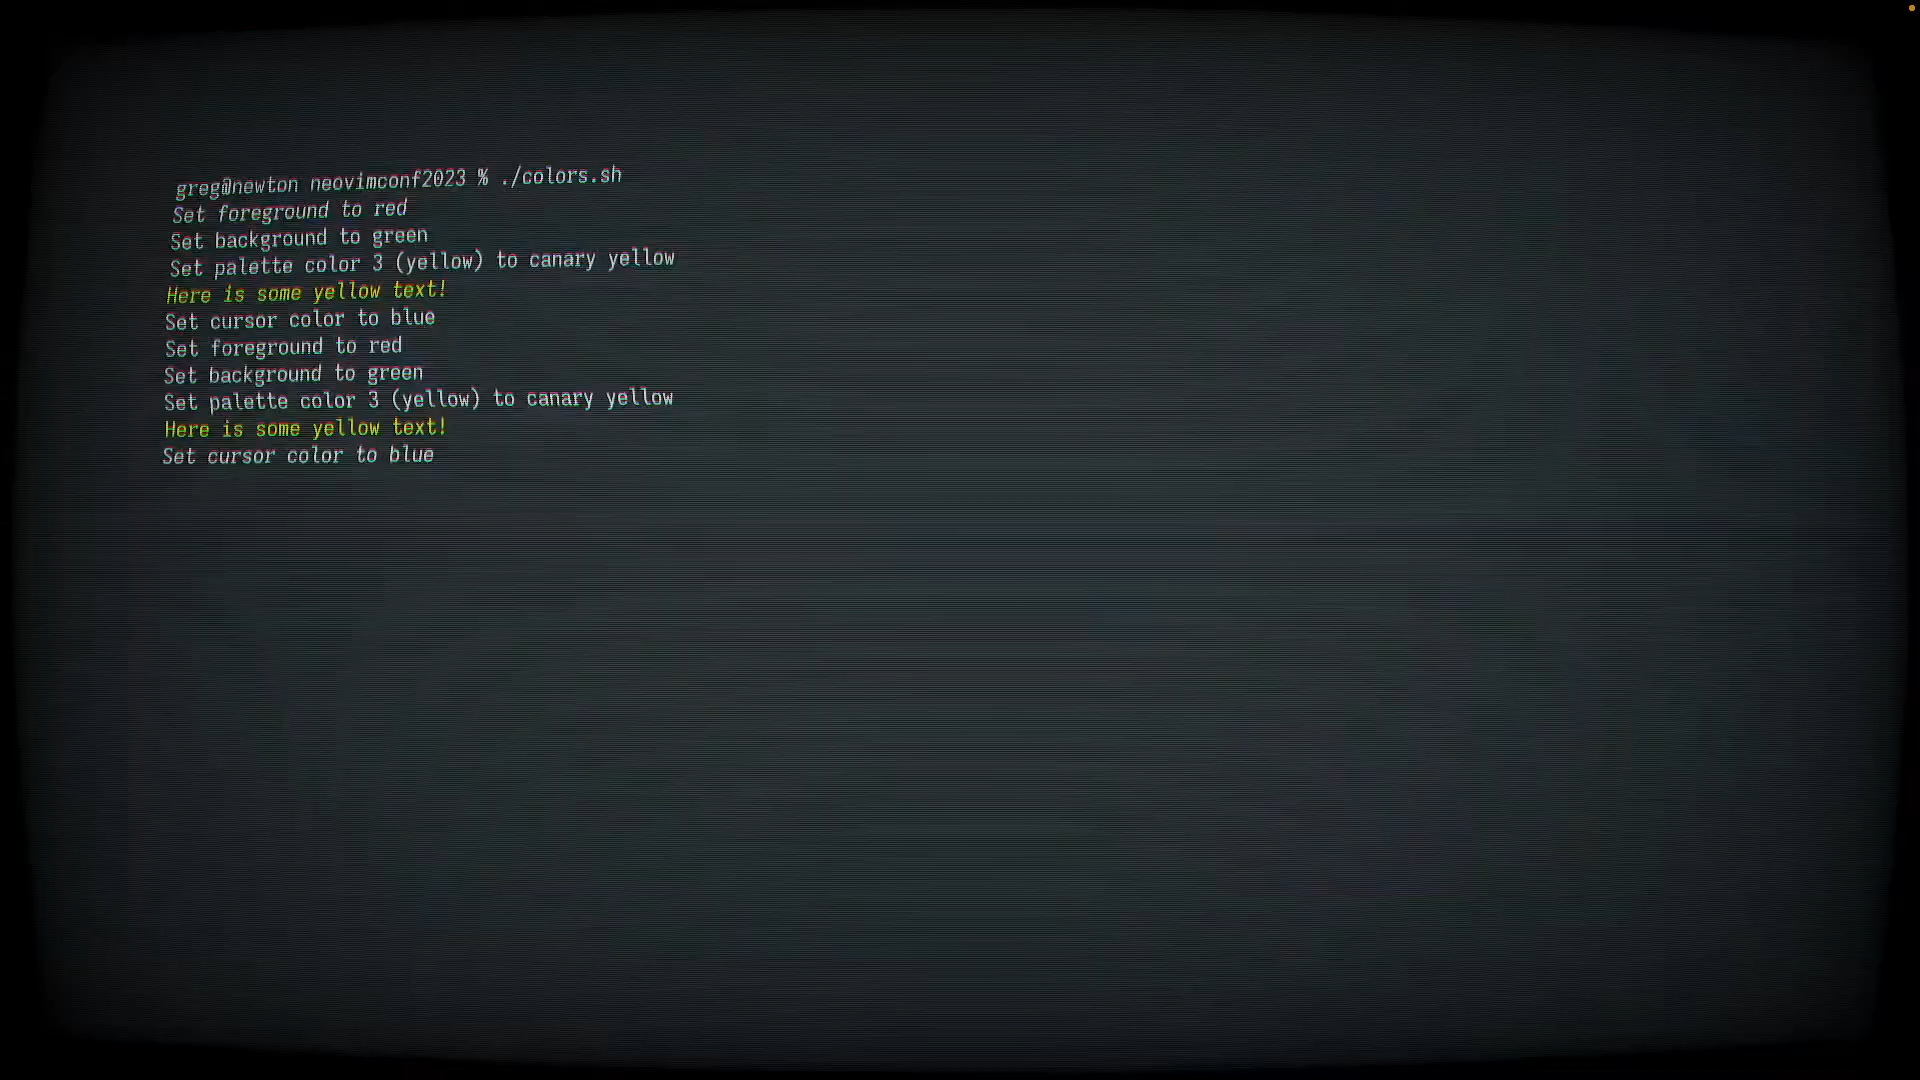 greg@newton neovimconf2023 % ./colors.sh
Set foreground to red
Set background to green
Set palette color 3 (yellow) to canary yellow
Here is some yellow text!
Set cursor color to blue
Set foreground to red
Set background to green
Set palette color 3 (yellow) to canary yellow
Here is some yellow text!
Set cursor color to blue